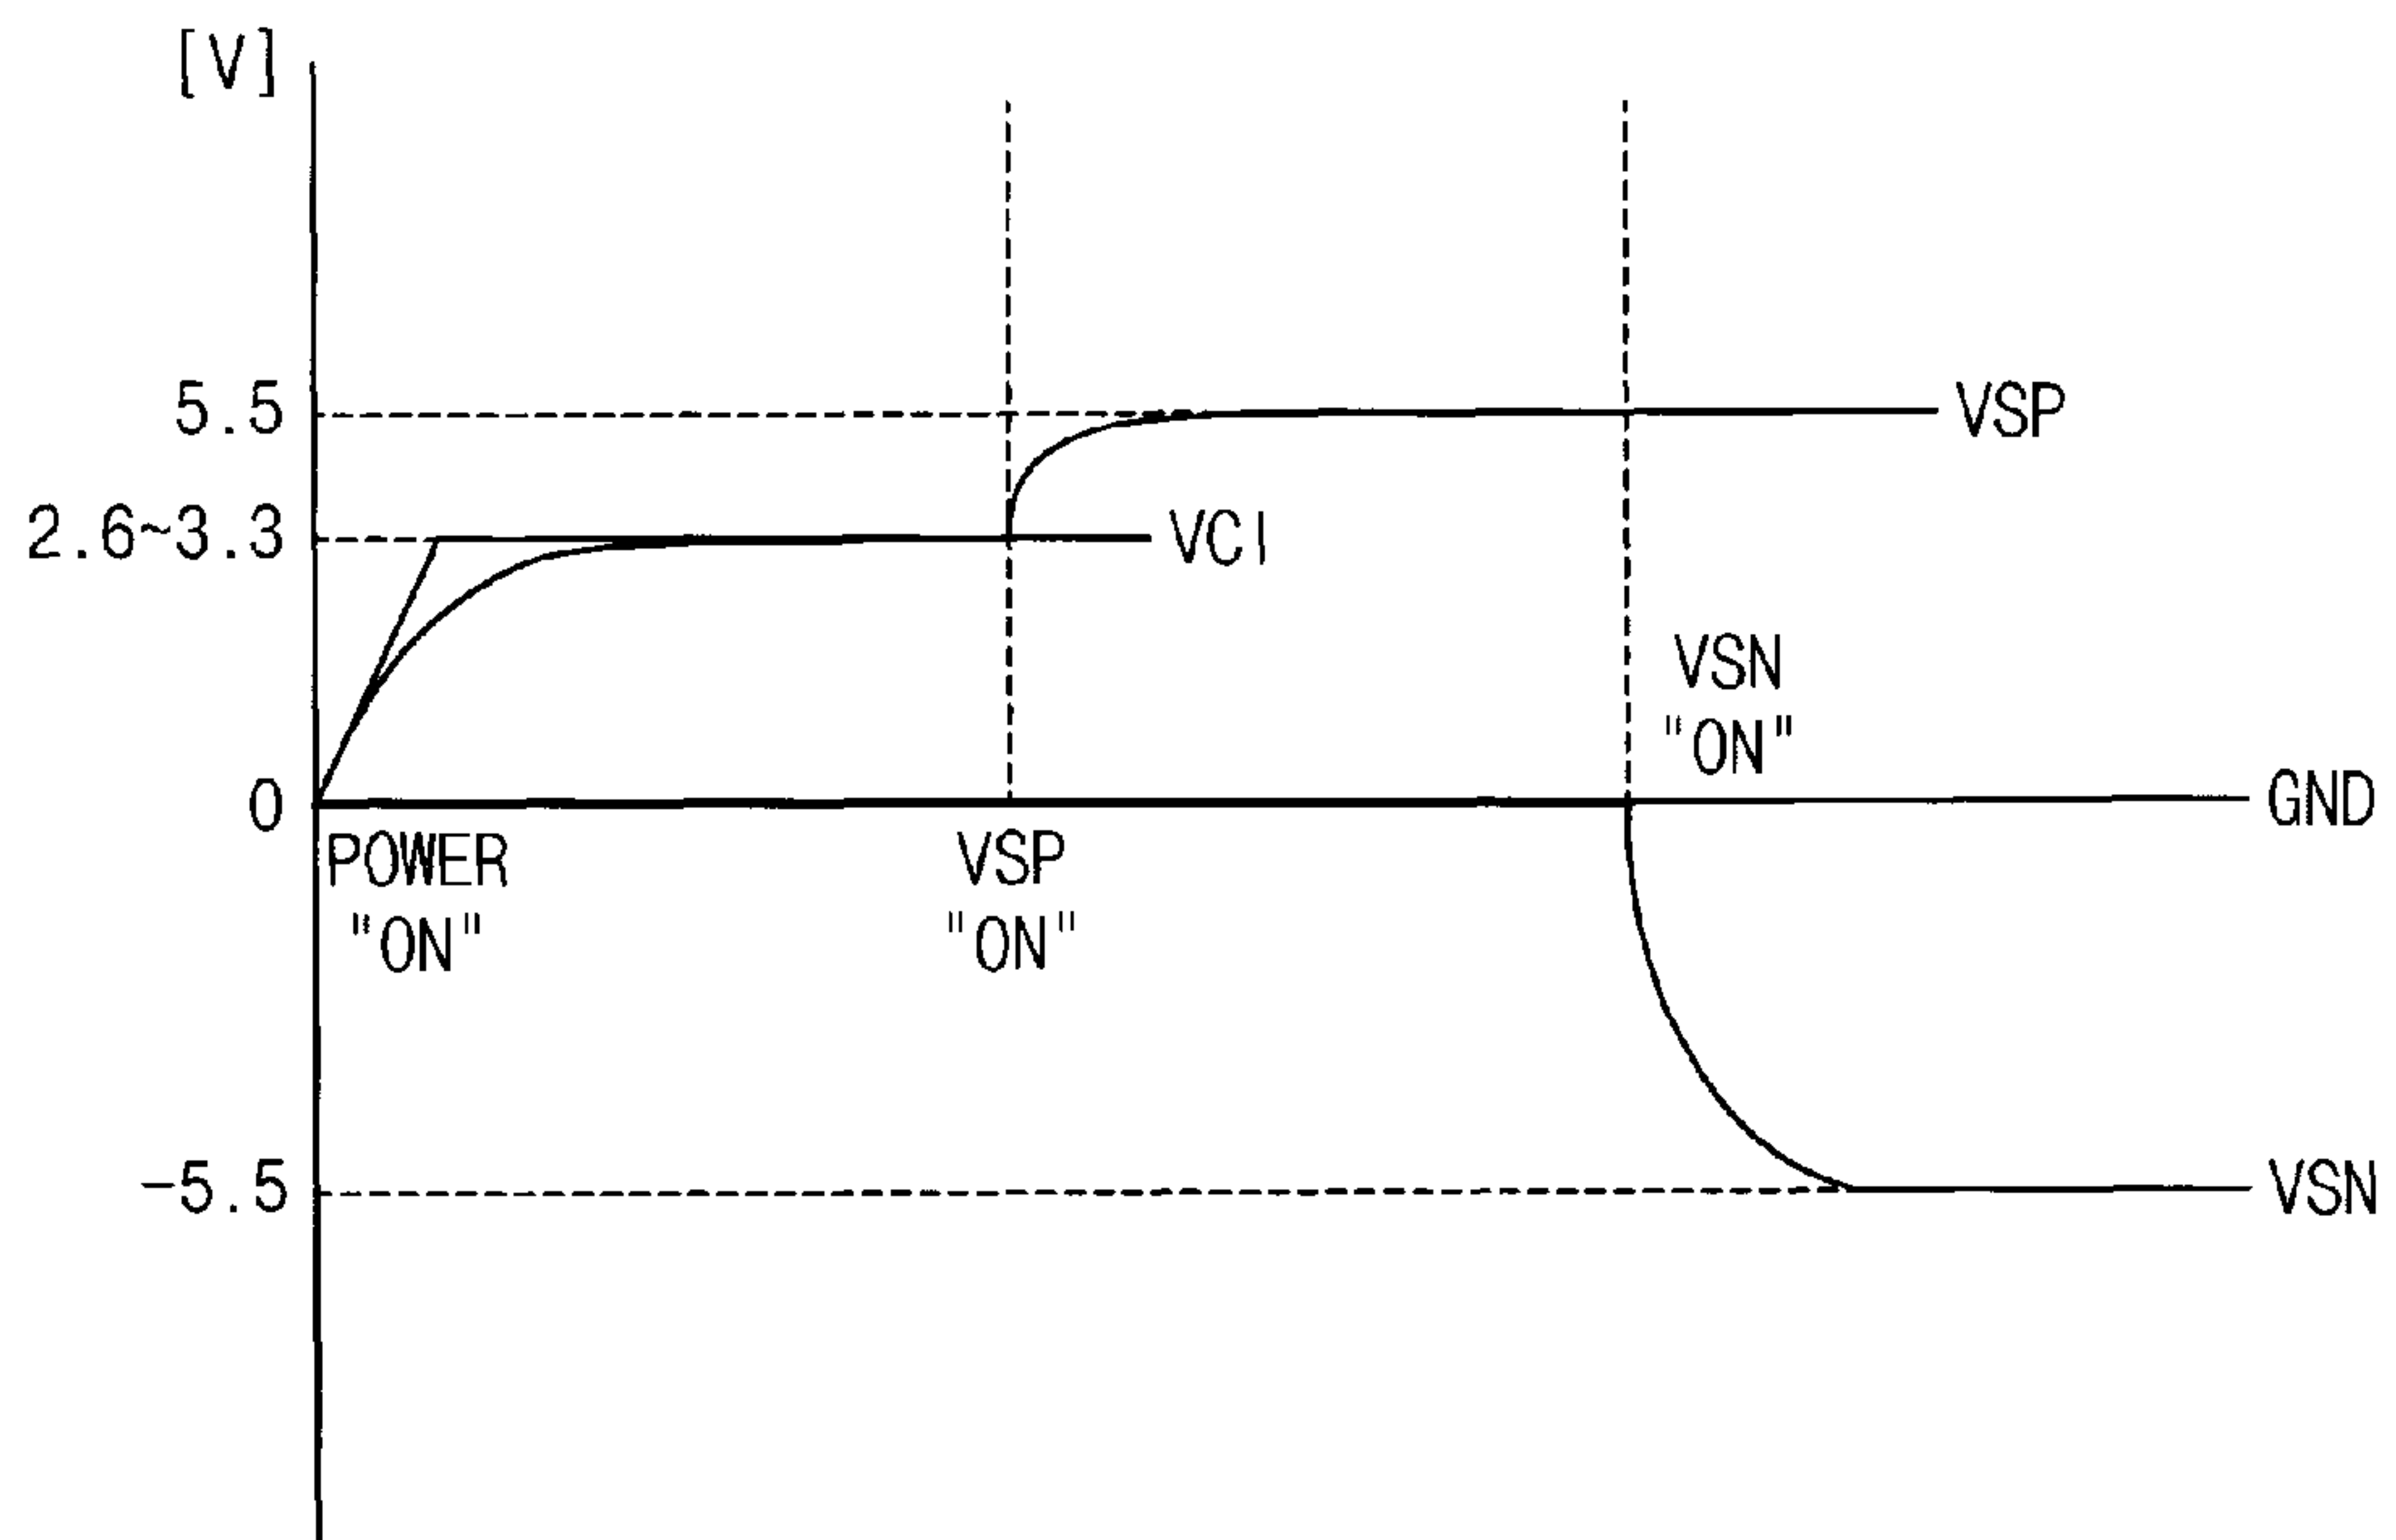 [V]
5.5
VSP
2.6~3.3
VCI
VSN
"ON"
0
GND
POWER
"ON"
VSP
"ON"
-5.5
VSN